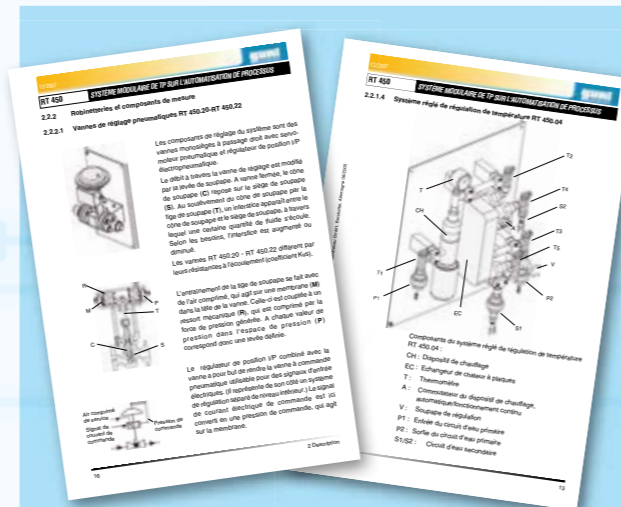 12/2007
gunt
RT 450
SYSTÈME MODULAIRE DE TP SUR L'AUTOMATISATION DE PROCESSUS
2.2.2 Robinetteries et composants de mesure
2.2.2.1 Vannes de réglage pneumatiques RT 450.20-RT 450.22
Les composants de réglage du système sont des
vannes monosièges à passage droit avec servo-
moteur pneumatique et régulateur de position I/P
électropneumatique.
Le débit à travers la vanne de réglage est modifié
par la levée de soupape. A vanne fermée, le cône
de soupape (C) repose sur le siège de soupape
(S). Au soulèvement du cône de soupape par la
tige de soupape (T), un interstice apparaît entre le
cône de soupape et le siège de soupape, à travers
lequel une certaine quantité de fluide s'écoule.
Selon les besoins, l'interstice est augmenté ou
diminué.
Les vannes RT 450.20 - RT 450.22 diffèrent par
leurs résistances à l'écoulement (coefficient Kvs).
R
M
P
T
C
S
L'entraînement de la tige de soupape se fait avec
de l'air comprimé, qui agit sur une membrane (M)
dans la tête de la vanne. Celle-ci est couplée à un
ressort mécanique (R), qui est comprimé par la
force de pression générée. A chaque valeur de
pression dans l'espace de pression (P)
correspond donc une levée définie.
Le régulateur de position I/P combiné avec la
vanne a pour but de rendre la vanne à commande
pneumatique utilisable pour des signaux d'entrée
électriques (il représente de son côté un système
de régulation séparé de niveau inférieur.) Le signal
de courant électrique de commande est ici
converti en une pression de commande, qui agit
sur la membrane.
Air comprimé
de service
Signal de
courant de
commande
Pression de
commande
16
2 Description
gunt
RT 450
SYSTÈME MODULAIRE DE TP SUR L'AUTOMATISATION DE PROCESSUS
2.2.1.4 Système réglé de régulation de température RT 450.04
T2
T
T4
S2
CH
A
T3
T5
V
T1
P1
P2
EC
S1
Composants du système réglé de régulation de température
RT 450.04 :
CH : Dispositif de chauffage
EC : Echangeur de chaleur à plaques
T : Thermomètre
A : Commutateur du dispositif de chauffage,
automatique/fonctionnement continu
V : Soupape de régulation
P1 : Entrée du circuit d'eau primaire
P2 : Sortie du circuit d'eau primaire
S1/S2 : Circuit d'eau secondaire
13